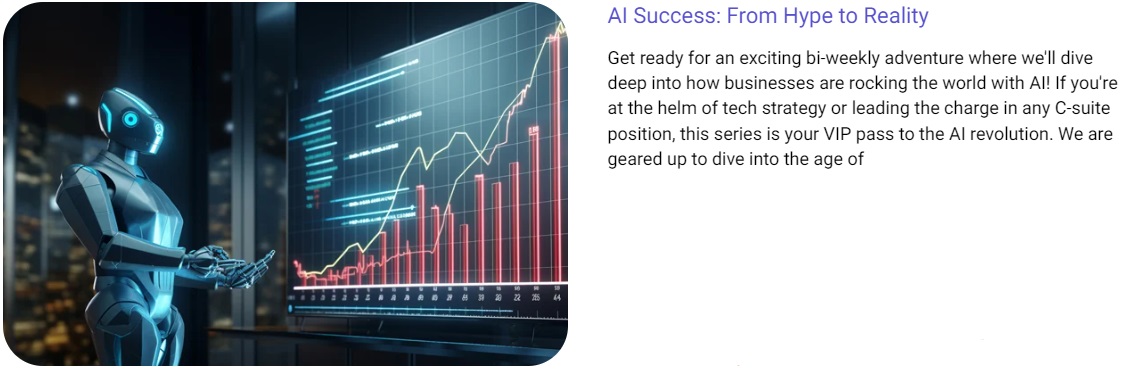 AI Success: From Hype to Reality
Get ready for an exciting bi-weekly adventure where we'll dive
deep into how businesses are rocking the world with AI! If you're
at the helm of tech strategy or leading the charge in any C-suite
position, this series is your VIP pass to the AI revolution. We are
geared up to dive into the age of